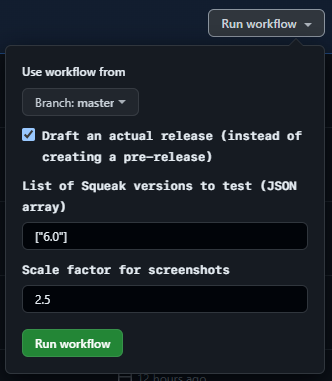 Run workflow
Use workflow from
Branch: master
Draft an actual release (instead of
creating a pre-release)
List of Squeak versions to test (JSON
array)
["6.0"]
Scale factor for screenshots
2.5
Run workflow
12 hours ago